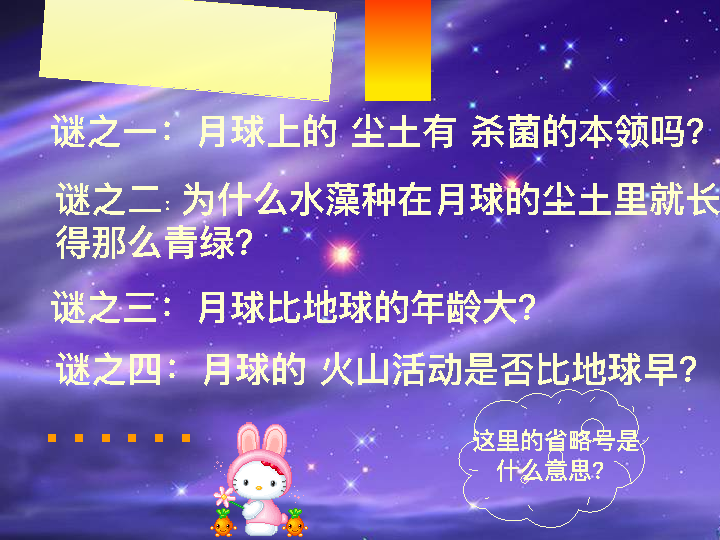 谜之一：月球上的 尘土有 杀菌的本领吗?
谜之二：为什么水藻种在月球的尘土里就长
得那么青绿?
谜之三：月球比地球的年龄大?
谜之四：月球的 火山活动是否比地球早?
······
这里的省略号是
什么意思?